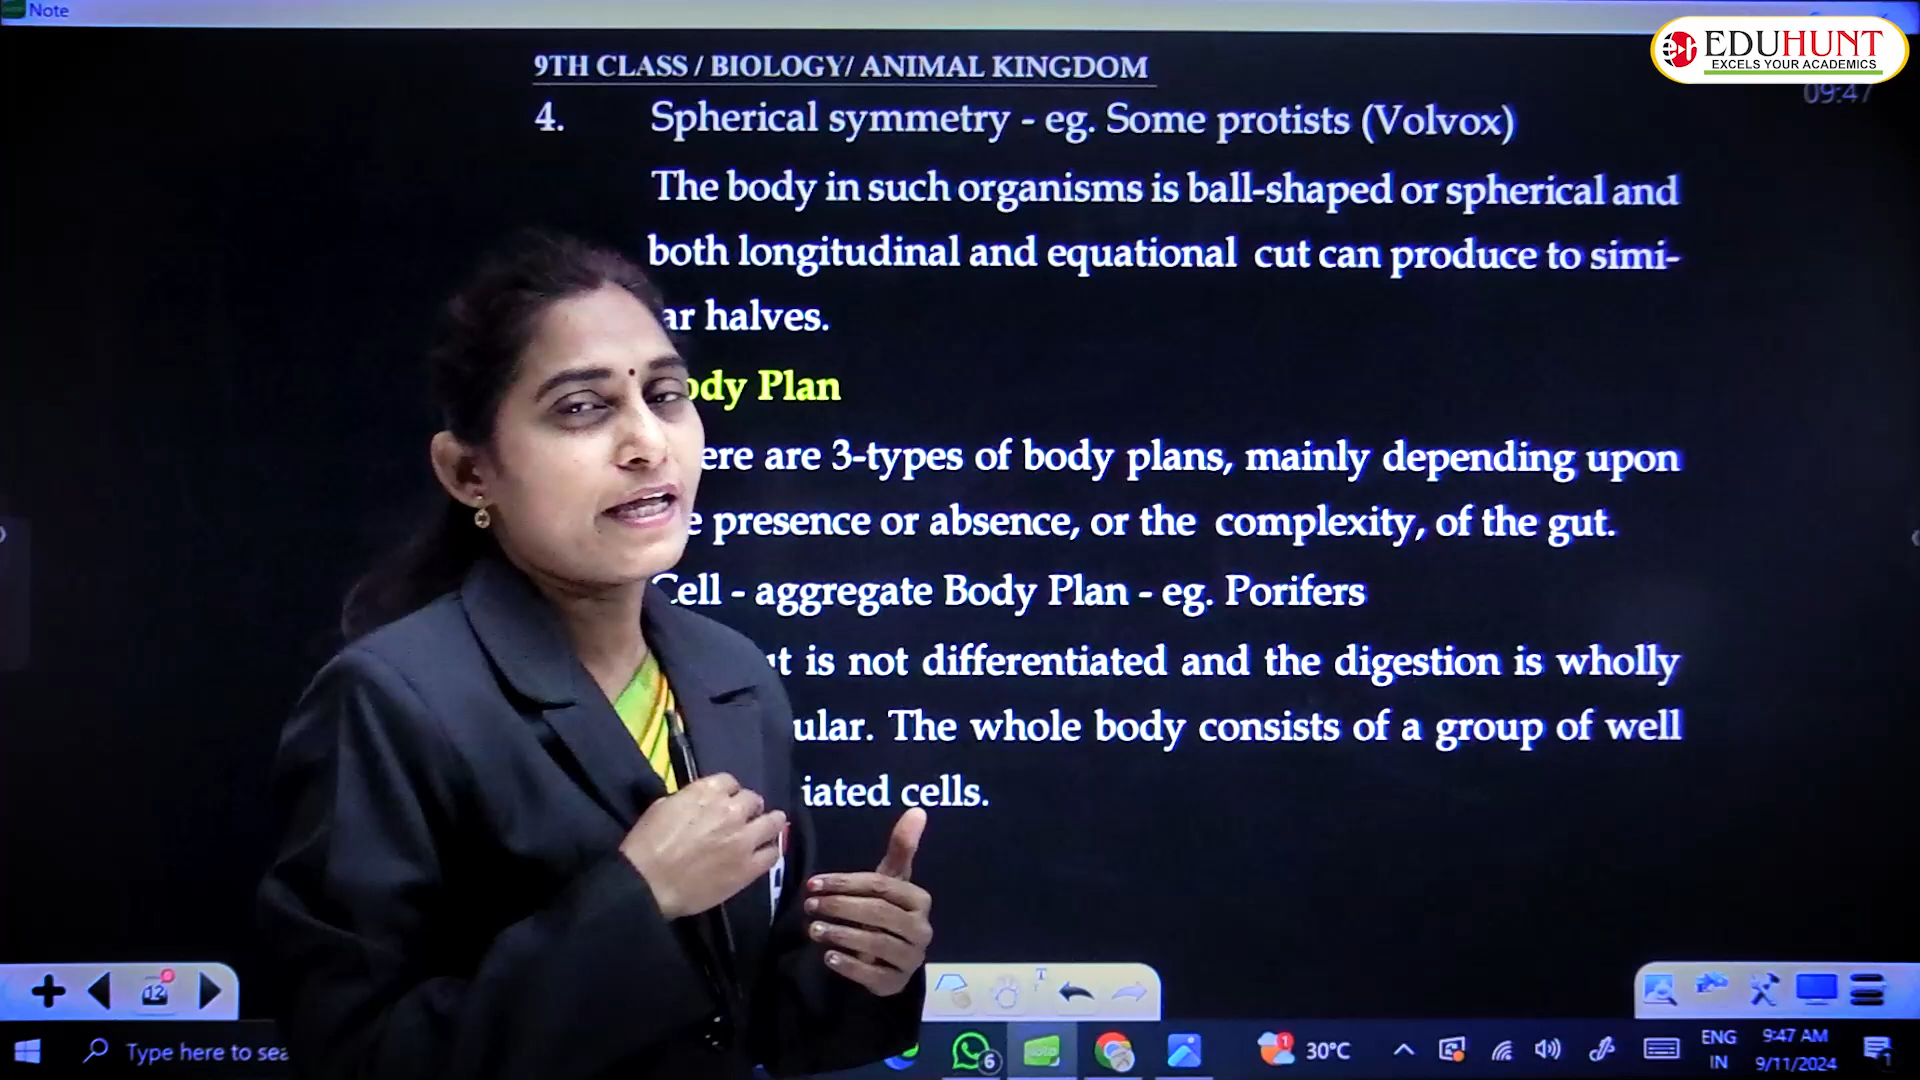 Note
EDUHUNT
EXCELS YOUR ACADEMICS
09:47
9TH CLASS / BIOLOGY/ ANIMAL KINGDOM
4. Spherical symmetry - eg. Some protists (Volvox)
The body in such organisms is ball-shaped or spherical and
both longitudinal and equational cut can produce to simi-
ar halves.
ody Plan
ere are 3-types of body plans, mainly depending upon
e presence or absence, or the complexity, of the gut.
Cell - aggregate Body Plan - eg. Porifers
ut is not differentiated and the digestion is wholly
ular. The whole body consists of a group of well
iated cells.
12
Type here to sea
6
1
30°C
ENG
IN
9:47 AM
9/11/2024
1